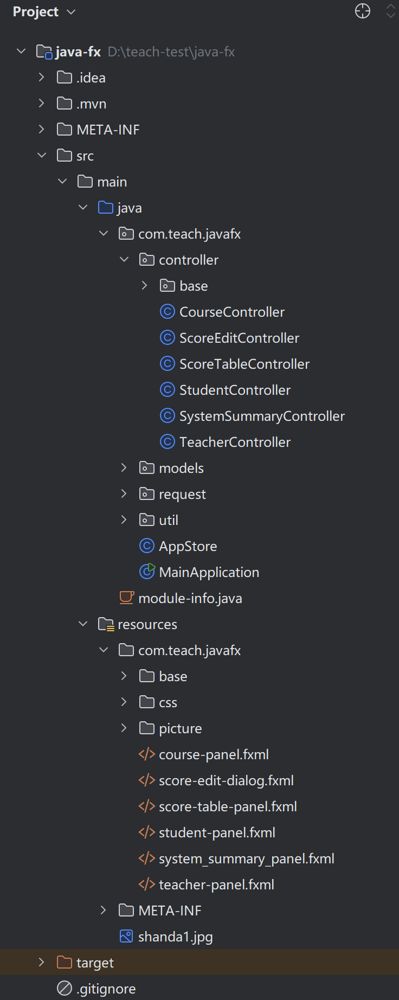 Project
java-fx D:\teach-test\java-fx
.idea
.mvn
META-INF
src
main
java
com.teach.javafx
controller
base
CourseController
ScoreEditController
ScoreTableController
StudentController
SystemSummaryController
TeacherController
models
request
util
AppStore
MainApplication
module-info.java
resources
com.teach.javafx
base
css
picture
course-panel.fxml
score-edit-dialog.fxml
score-table-panel.fxml
student-panel.fxml
system_summary_panel.fxml
teacher-panel.fxml
META-INF
shanda1.jpg
target
.gitignore